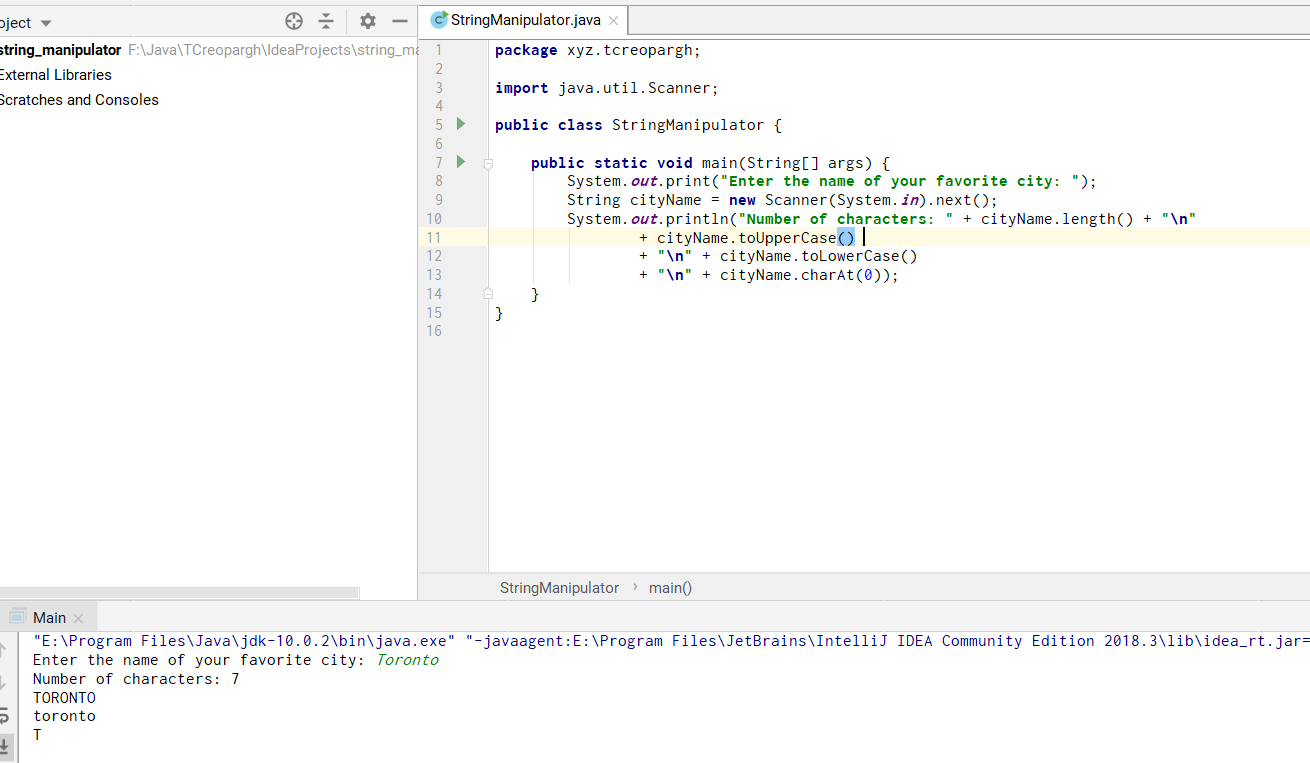 oject
string_manipulator F:\Java\TCreopargh\IdeaProjects\string_ma
External Libraries
Scratches and Consoles
StringManipulator.java
1 package xyz.tcreopargh;
2
3 import java.util.Scanner;
4
5 public class StringManipulator {
6
7 public static void main(String[] args) {
8 System.out.print("Enter the name of your favorite city: ");
9 String cityName = new Scanner(System.in).next();
10 System.out.println("Number of characters: " + cityName.length() + "\n"
11 + cityName.toUpperCase()
12 + "\n" + cityName.toLowerCase()
13 + "\n" + cityName.charAt(0));
14 }
15 }
16
StringManipulator › main()
Main
"E:\Program Files\Java\jdk-10.0.2\bin\java.exe" "-javaagent:E:\Program Files\JetBrains\IntelliJ IDEA Community Edition 2018.3\lib\idea_rt.jar=
Enter the name of your favorite city: Toronto
Number of characters: 7
TORONTO
toronto
T